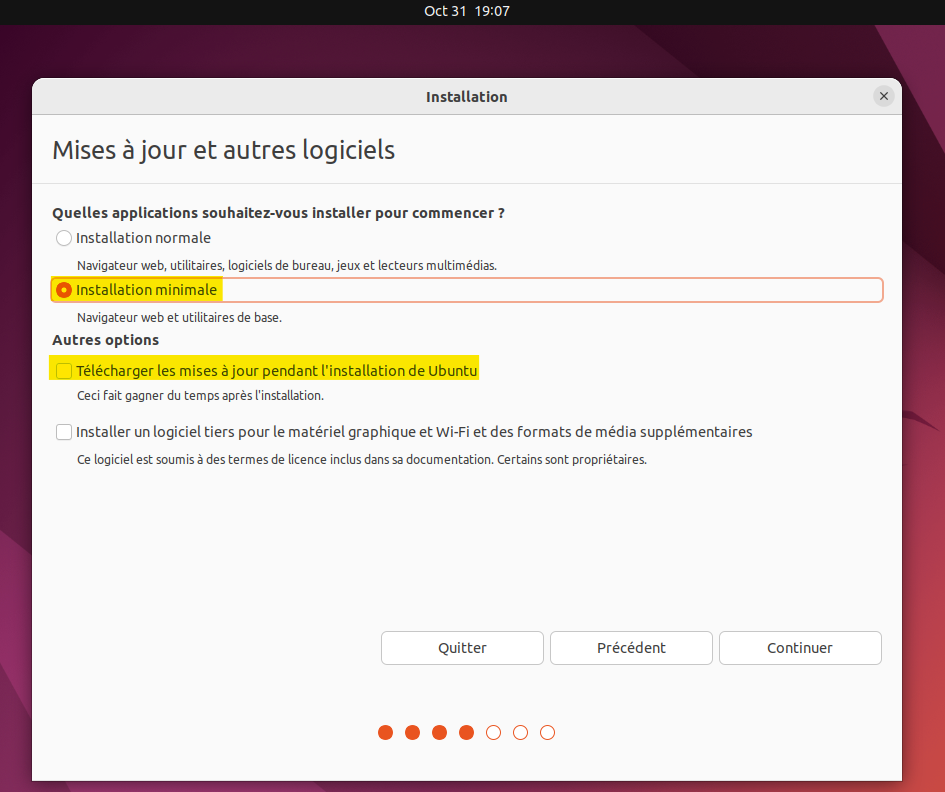 Oct 31 19:07
Installation
Mises à jour et autres logiciels
Quelles applications souhaitez-vous installer pour commencer ?
Installation normale
Navigateur web, utilitaires, logiciels de bureau, jeux et lecteurs multimédias.
Installation minimale
Navigateur web et utilitaires de base.
Autres options
Télécharger les mises à jour pendant l'installation de Ubuntu
Ceci fait gagner du temps après l'installation.
Installer un logiciel tiers pour le matériel graphique et Wi-Fi et des formats de média supplémentaires
Ce logiciel est soumis à des termes de licence inclus dans sa documentation. Certains sont propriétaires.
Quitter Précédent Continuer